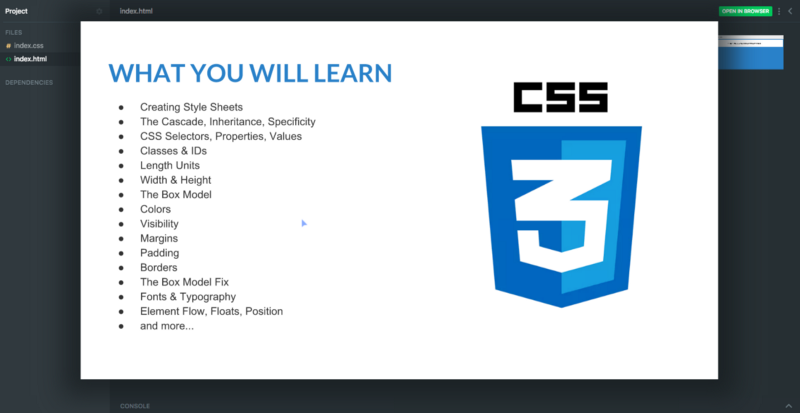 Project
index.html
OPEN IN BROWSER
FILES
# index.css
<> index.html
DEPENDENCIES
WHAT YOU WILL LEARN
● Creating Style Sheets
● The Cascade, Inheritance, Specificity
● CSS Selectors, Properties, Values
● Classes & IDs
● Length Units
● Width & Height
● The Box Model
● Colors
● Visibility
● Margins
● Padding
● Borders
● The Box Model Fix
● Fonts & Typography
● Element Flow, Floats, Position
● and more...
CSS
3
CONSOLE